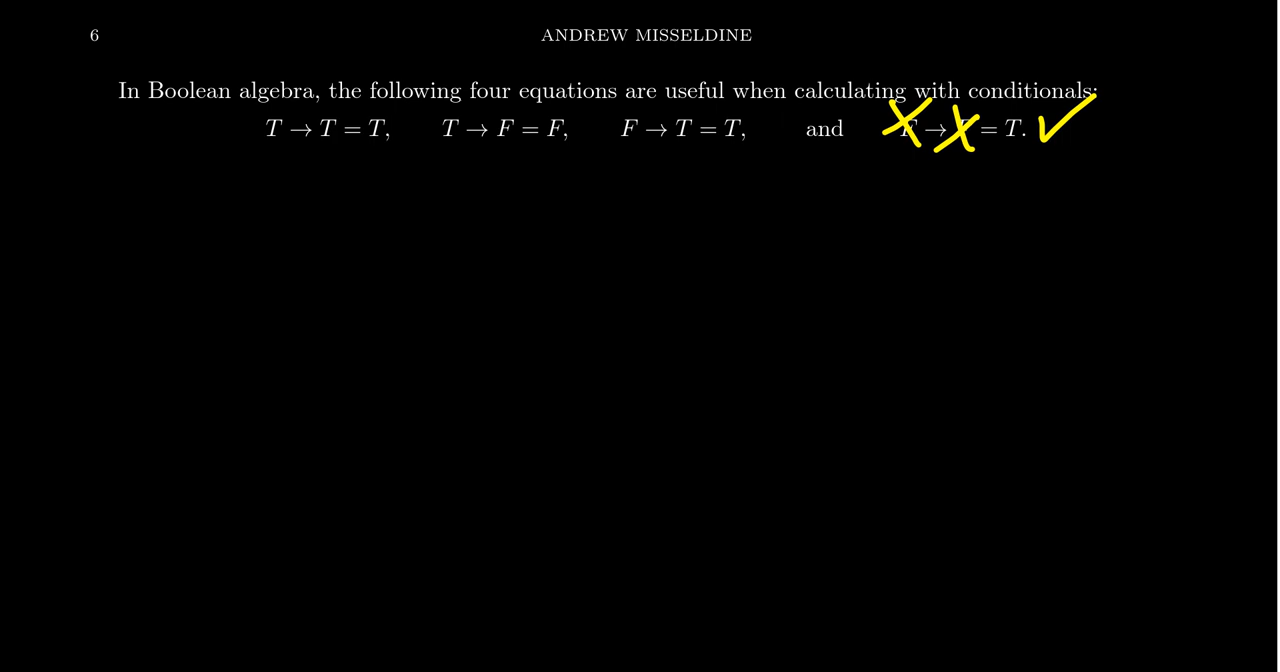 6
ANDREW MISSELDINE
In Boolean algebra, the following four equations are useful when calculating with conditionals:
T → T = T, T → F = F, F → T = T, and F → = T.